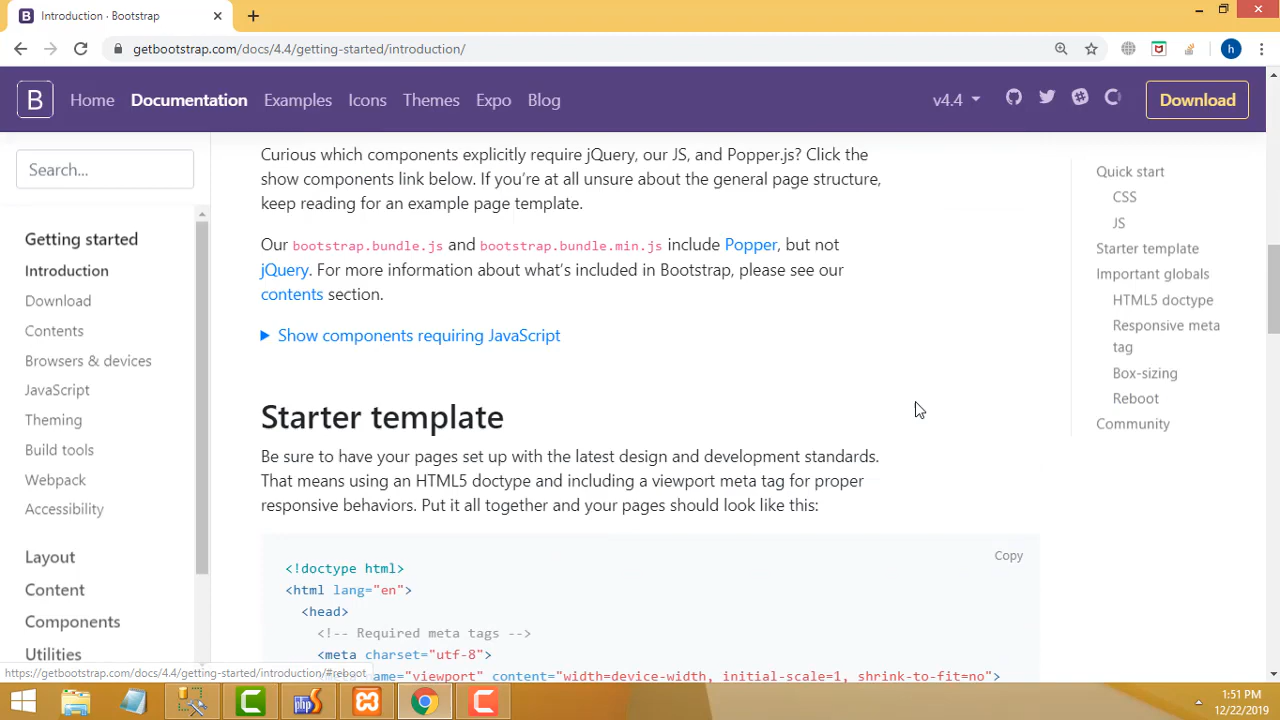 B Introduction · Bootstrap
getbootstrap.com/docs/4.4/getting-started/introduction/
h
B Home Documentation Examples Icons Themes Expo Blog v4.4 Download
Search...
Getting started
Introduction
Download
Contents
Browsers & devices
JavaScript
Theming
Build tools
Webpack
Accessibility
Layout
Content
Components
Utilities
Curious which components explicitly require jQuery, our JS, and Popper.js? Click the
show components link below. If you’re at all unsure about the general page structure,
keep reading for an example page template.
Our bootstrap.bundle.js and bootstrap.bundle.min.js include Popper, but not
jQuery. For more information about what’s included in Bootstrap, please see our
contents section.
Show components requiring JavaScript
Starter template
Be sure to have your pages set up with the latest design and development standards.
That means using an HTML5 doctype and including a viewport meta tag for proper
responsive behaviors. Put it all together and your pages should look like this:
Copy
<!doctype html>
<html lang="en">
<head>
<!-- Required meta tags -->
<meta charset="utf-8">
name="viewport" content="width=device-width, initial-scale=1, shrink-to-fit=no">
Quick start
CSS
JS
Starter template
Important globals
HTML5 doctype
Responsive meta
tag
Box-sizing
Reboot
Community
https://getbootstrap.com/docs/4.4/getting-started/introduction/#reboot
1:51 PM
12/22/2019